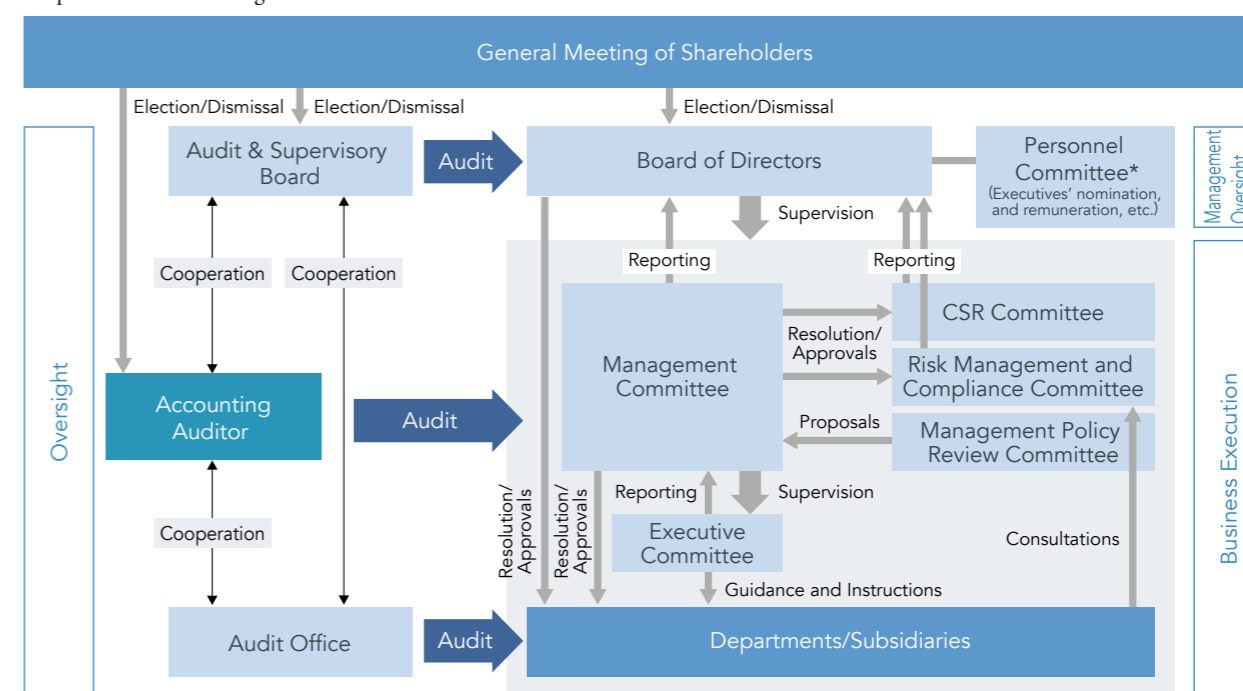 General Meeting of Shareholders
Election/Dismissal
Election/Dismissal
Election/Dismissal
Oversight
Audit & Supervisory
Board
Audit
Board of Directors
Personnel
Committee*
(Executives' nomination,
and remuneration, etc.)
Management
Oversight
Supervision
Cooperation
Cooperation
Reporting
Reporting
Management
Committee
Resolution/
Approvals
CSR Committee
Risk Management and
Compliance Committee
Proposals
Management Policy
Review Committee
Accounting
Auditor
Audit
Business Execution
Resolution/
Approvals
Resolution/
Approvals
Reporting
Supervision
Executive
Committee
Consultations
Cooperation
Guidance and Instructions
Audit Office
Audit
Departments/Subsidiaries